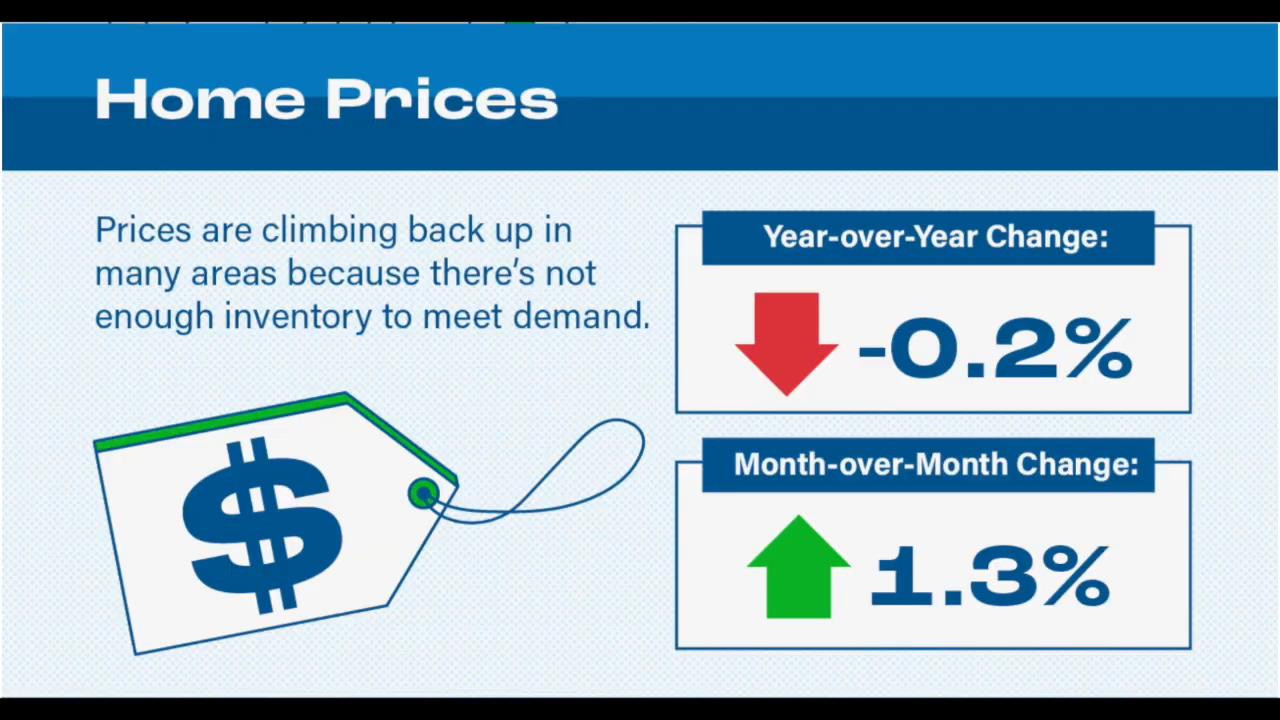 Home Prices
Prices are climbing back up in
many areas because there's not
enough inventory to meet demand.
$
Year-over-Year Change:
-0.2%
Month-over-Month Change:
1.3%